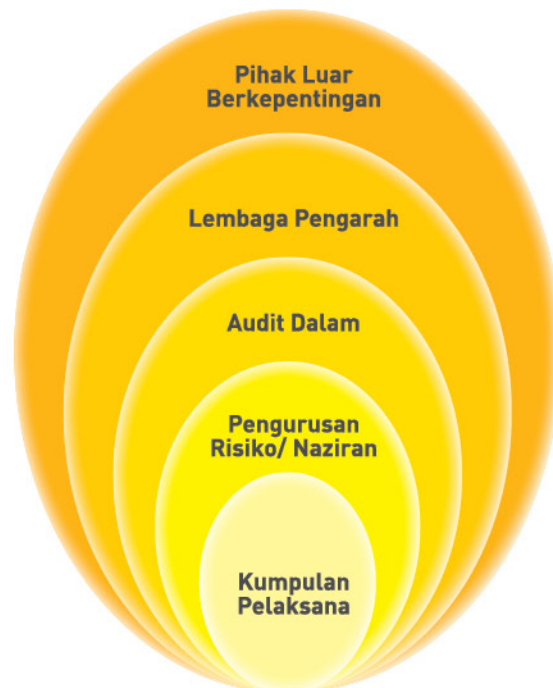 Pihak Luar
Berkepentingan
Lembaga Pengarah
Audit Dalam
Pengurusan
Risiko/ Naziran
Kumpulan
Pelaksana